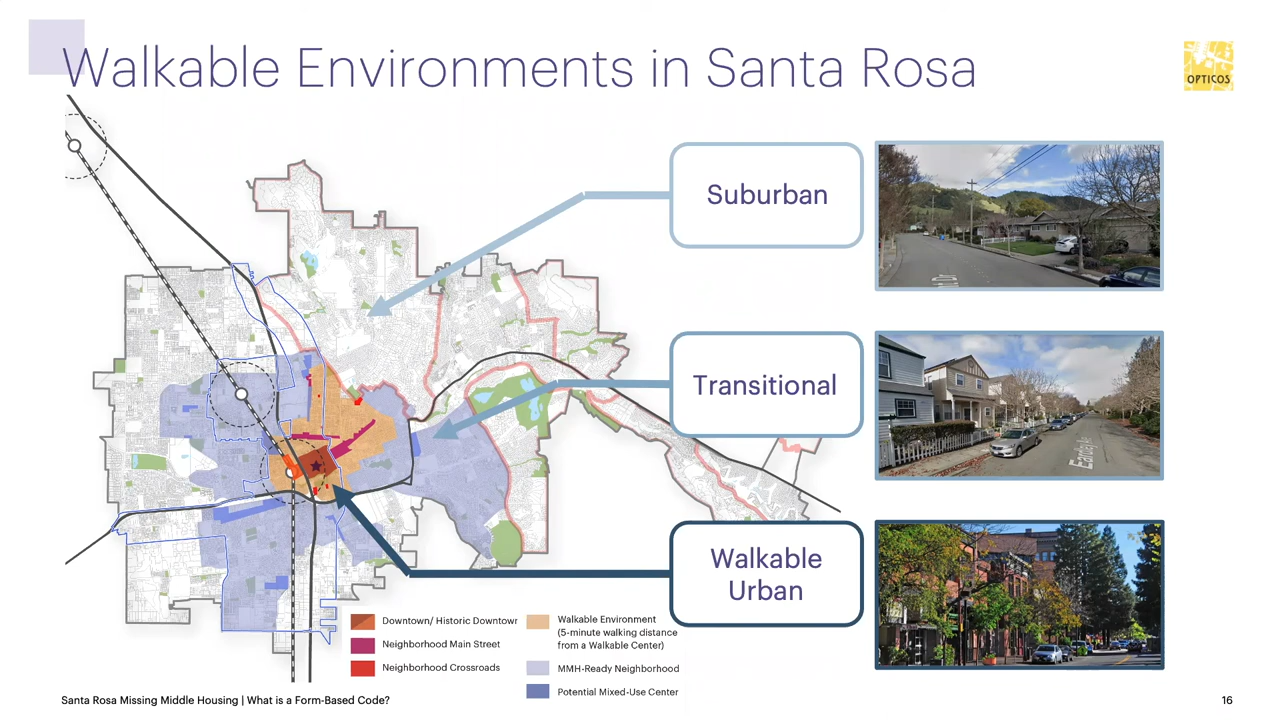 Walkable Environments in Santa Rosa
OPTICOS
Suburban
Transitional
Walkable
Urban
Downtown/ Historic Downtown
Neighborhood Main Street
Neighborhood Crossroads
Walkable Environment
(5-minute walking distance
from a Walkable Center)
MMH-Ready Neighborhood
Potential Mixed-Use Center
Santa Rosa Missing Middle Housing | What is a Form-Based Code?
16